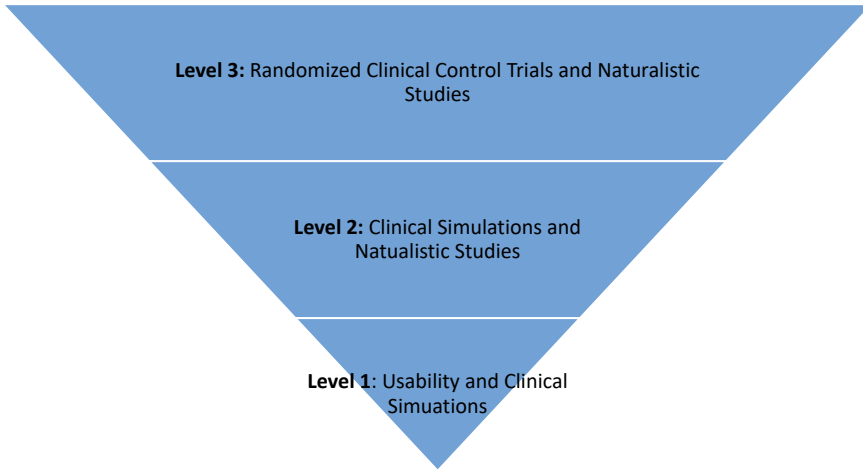 Level 3: Randomized Clinical Control Trials and Naturalistic
Studies
Level 2: Clinical Simulations and
Natualistic Studies
Level 1: Usability and Clinical
Simuations